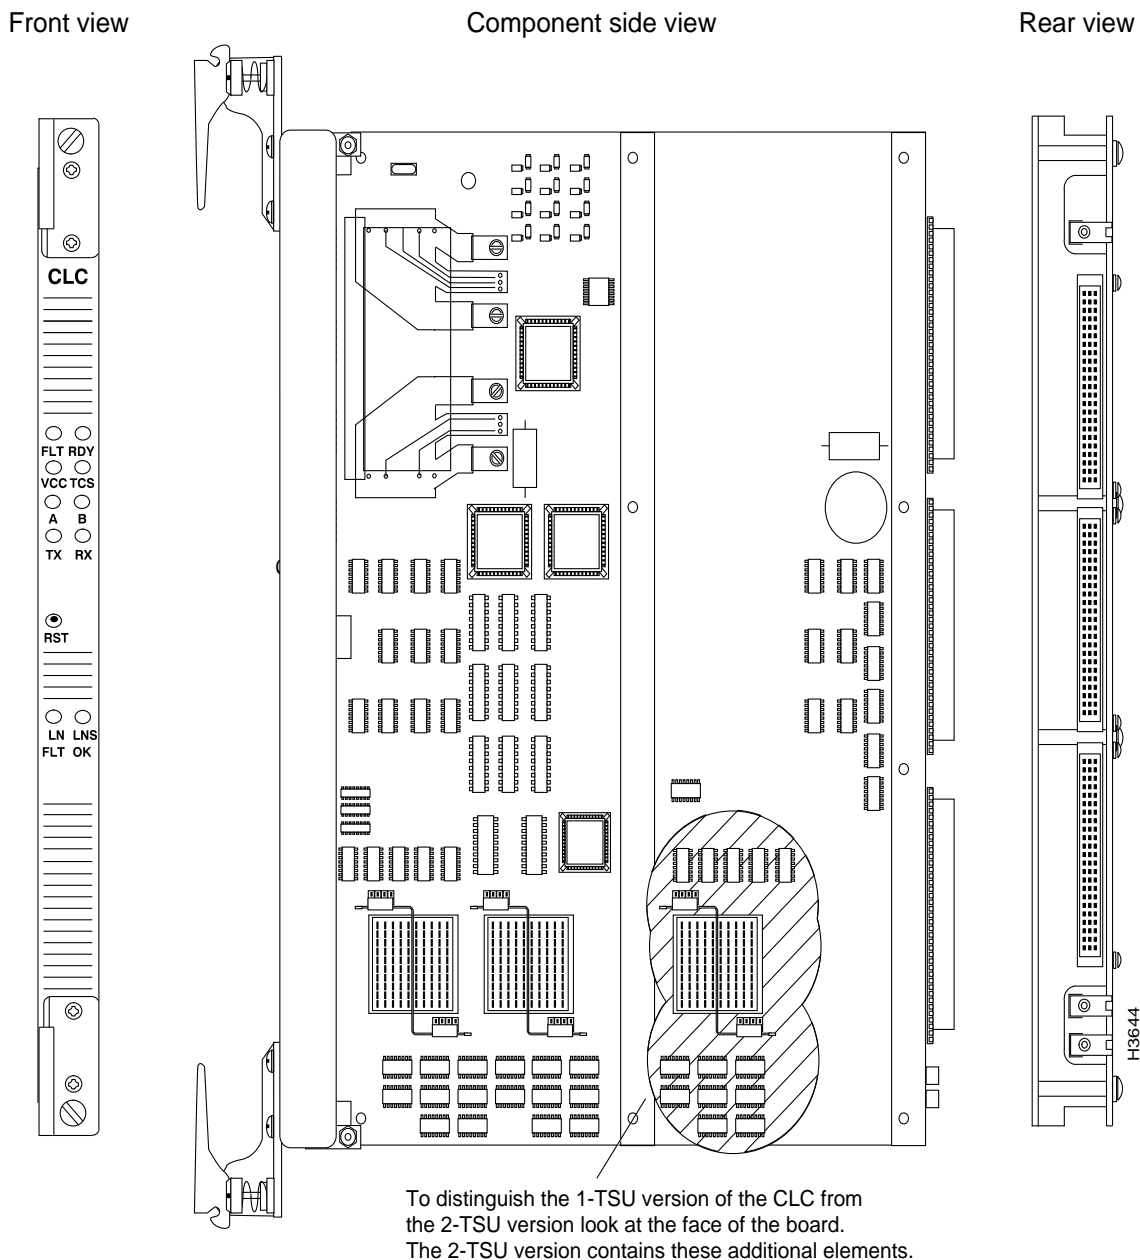 Front view
Component side view
Rear view
CLC
FLT RDY
VCC TCS
A B
TX RX
RST
LN LNS
FLT OK
H3644
To distinguish the 1-TSU version of the CLC from
the 2-TSU version look at the face of the board.
The 2-TSU version contains these additional elements.